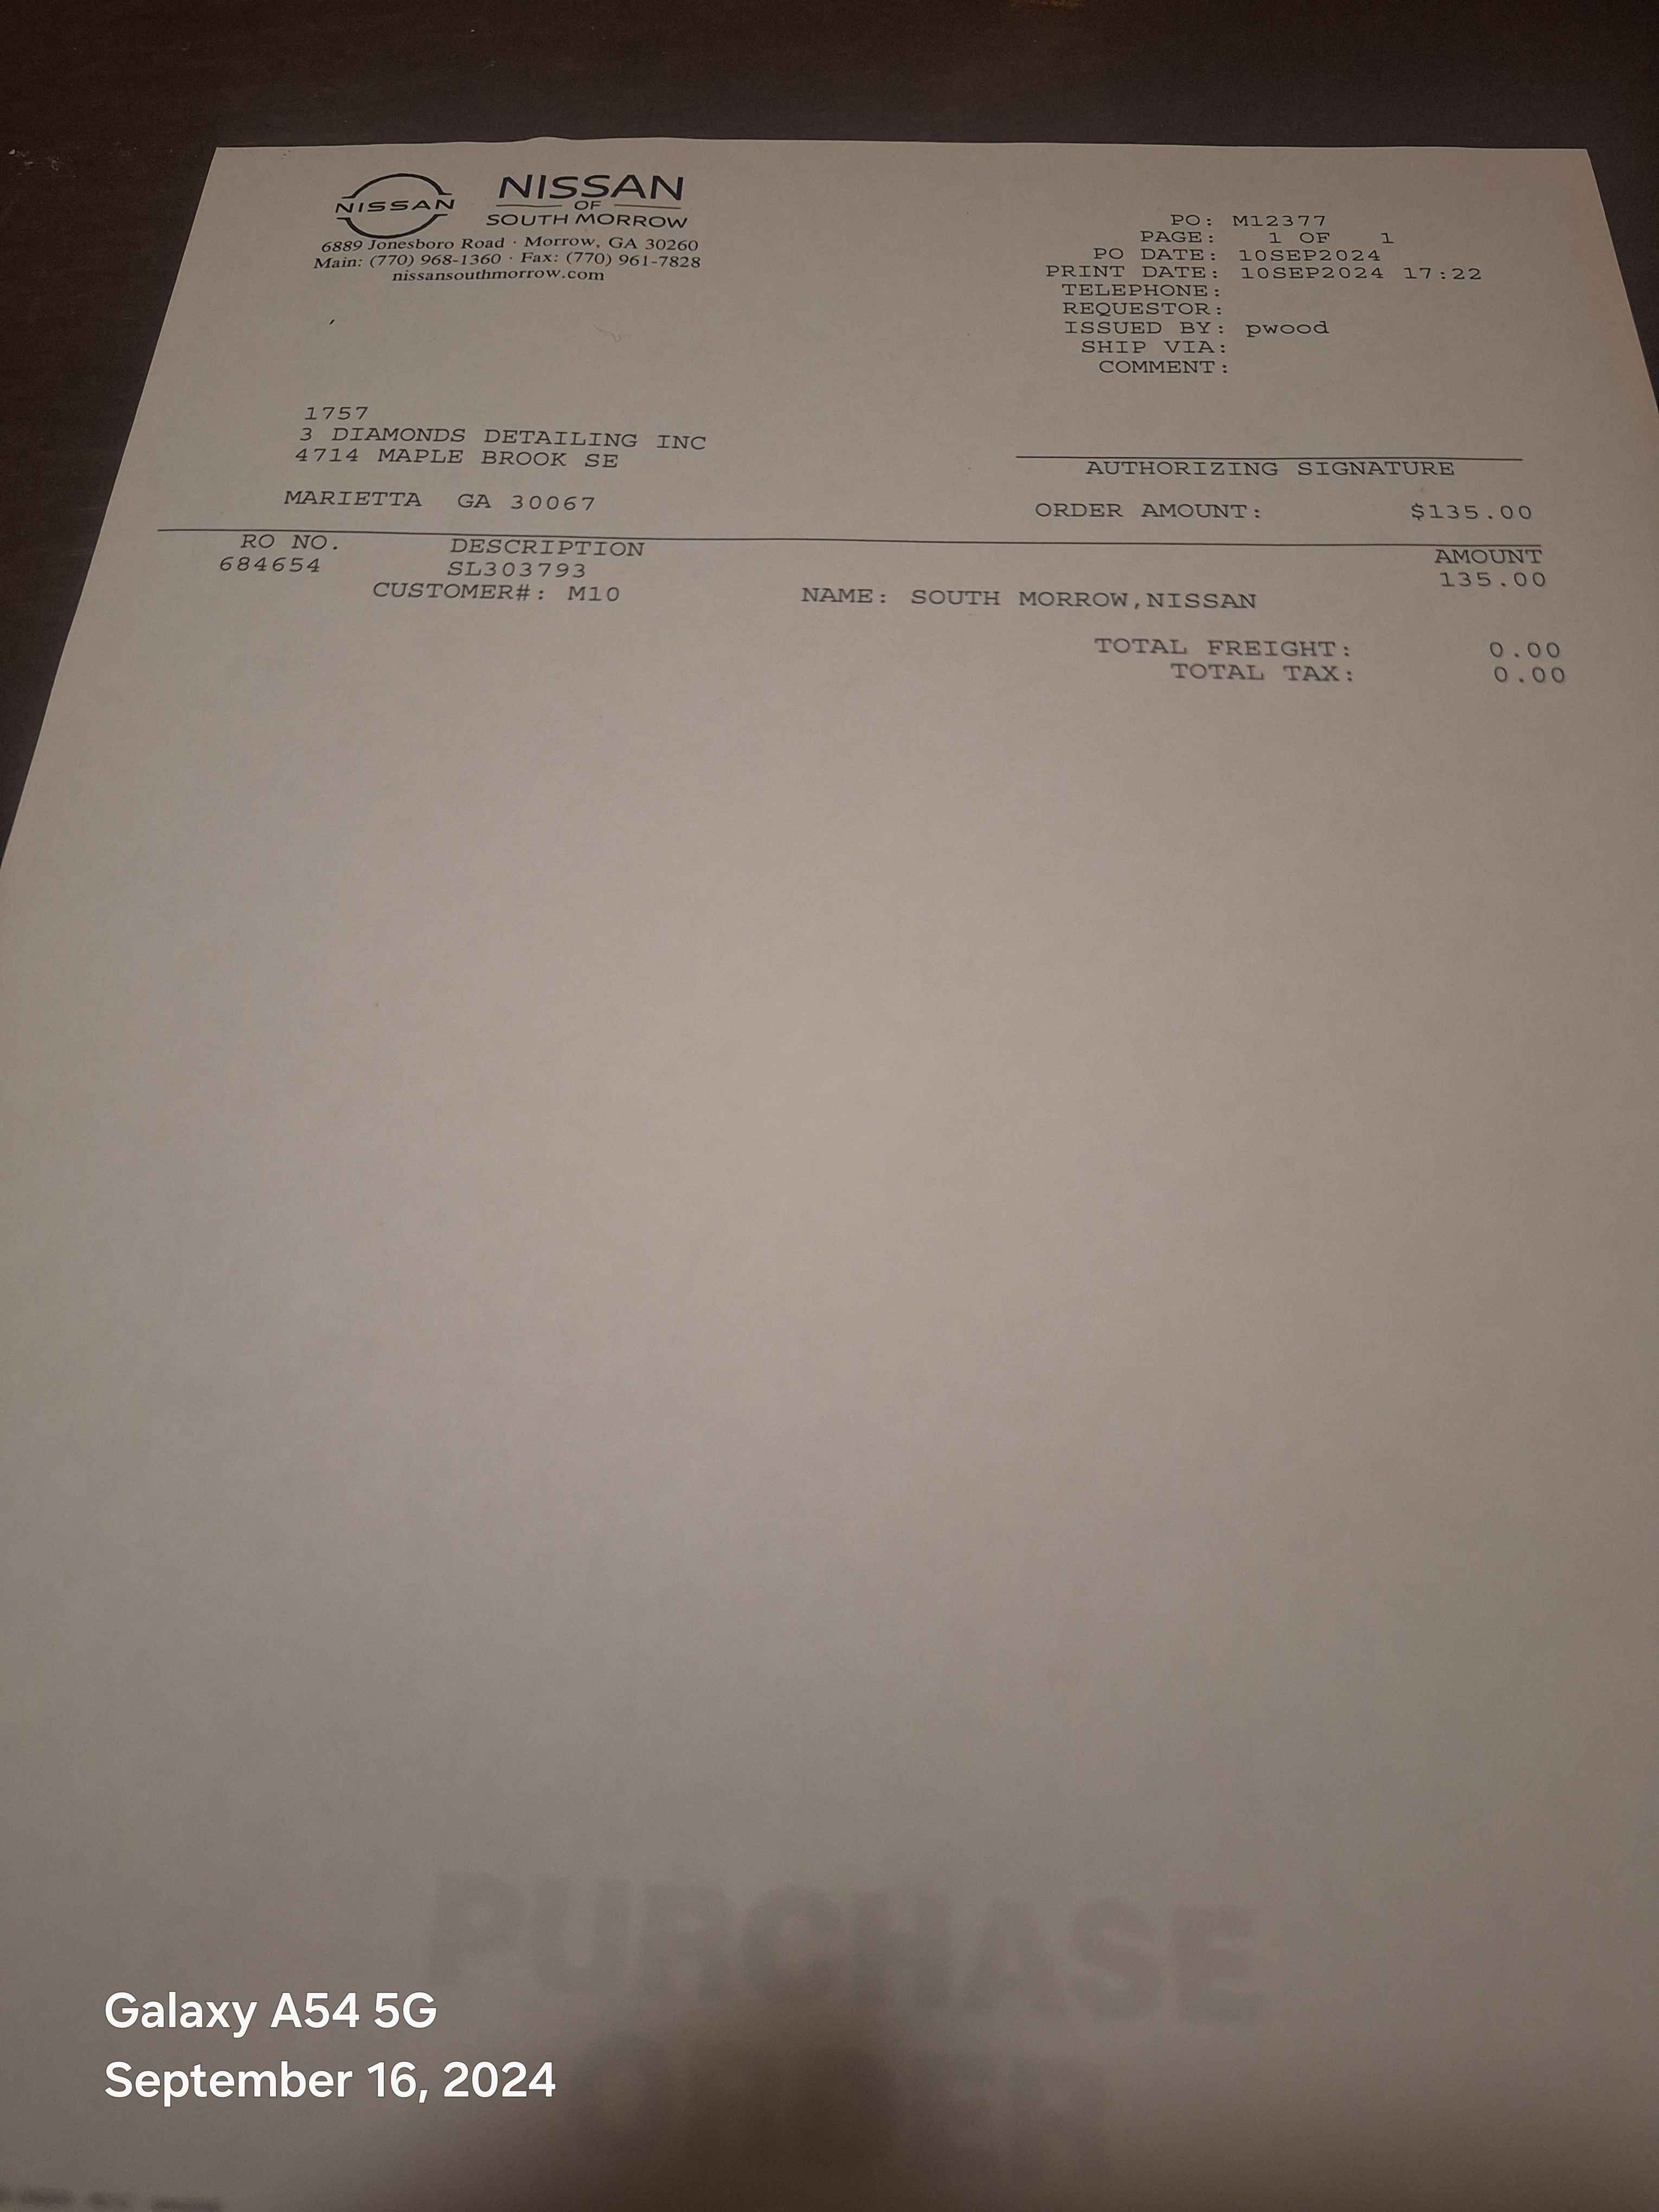 NISSAN
NISSAN
OF
SOUTH MORROW
6889 Jonesboro Road · Morrow, GA 30260
Main: (770) 968-1360 · Fax: (770) 961-7828
nissansouthmorrow.com
PO: M12377
PAGE: 1 OF 1
PO DATE: 10SEP2024
PRINT DATE: 10SEP2024 17:22
TELEPHONE:
REQUESTOR:
ISSUED BY: pwood
SHIP VIA:
COMMENT:
1757
3 DIAMONDS DETAILING INC
4714 MAPLE BROOK SE
MARIETTA GA 30067
AUTHORIZING SIGNATURE
ORDER AMOUNT: $135.00
RO NO. DESCRIPTION AMOUNT
684654 SL303793 135.00
CUSTOMER#: M10 NAME: SOUTH MORROW,NISSAN
TOTAL FREIGHT: 0.00
TOTAL TAX: 0.00
PURCHASE
Galaxy A54 5G
September 16, 2024